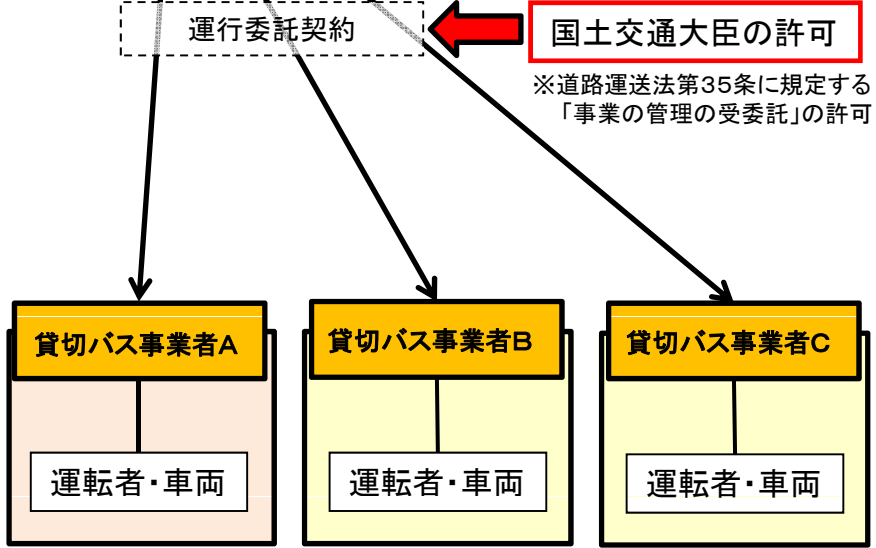 運行委託契約
国土交通大臣の許可
※道路運送法第35条に規定する
「事業の管理の受委託」の許可
貸切バス事業者A
貸切バス事業者B
貸切バス事業者C
運転者・車両
運転者・車両
運転者・車両